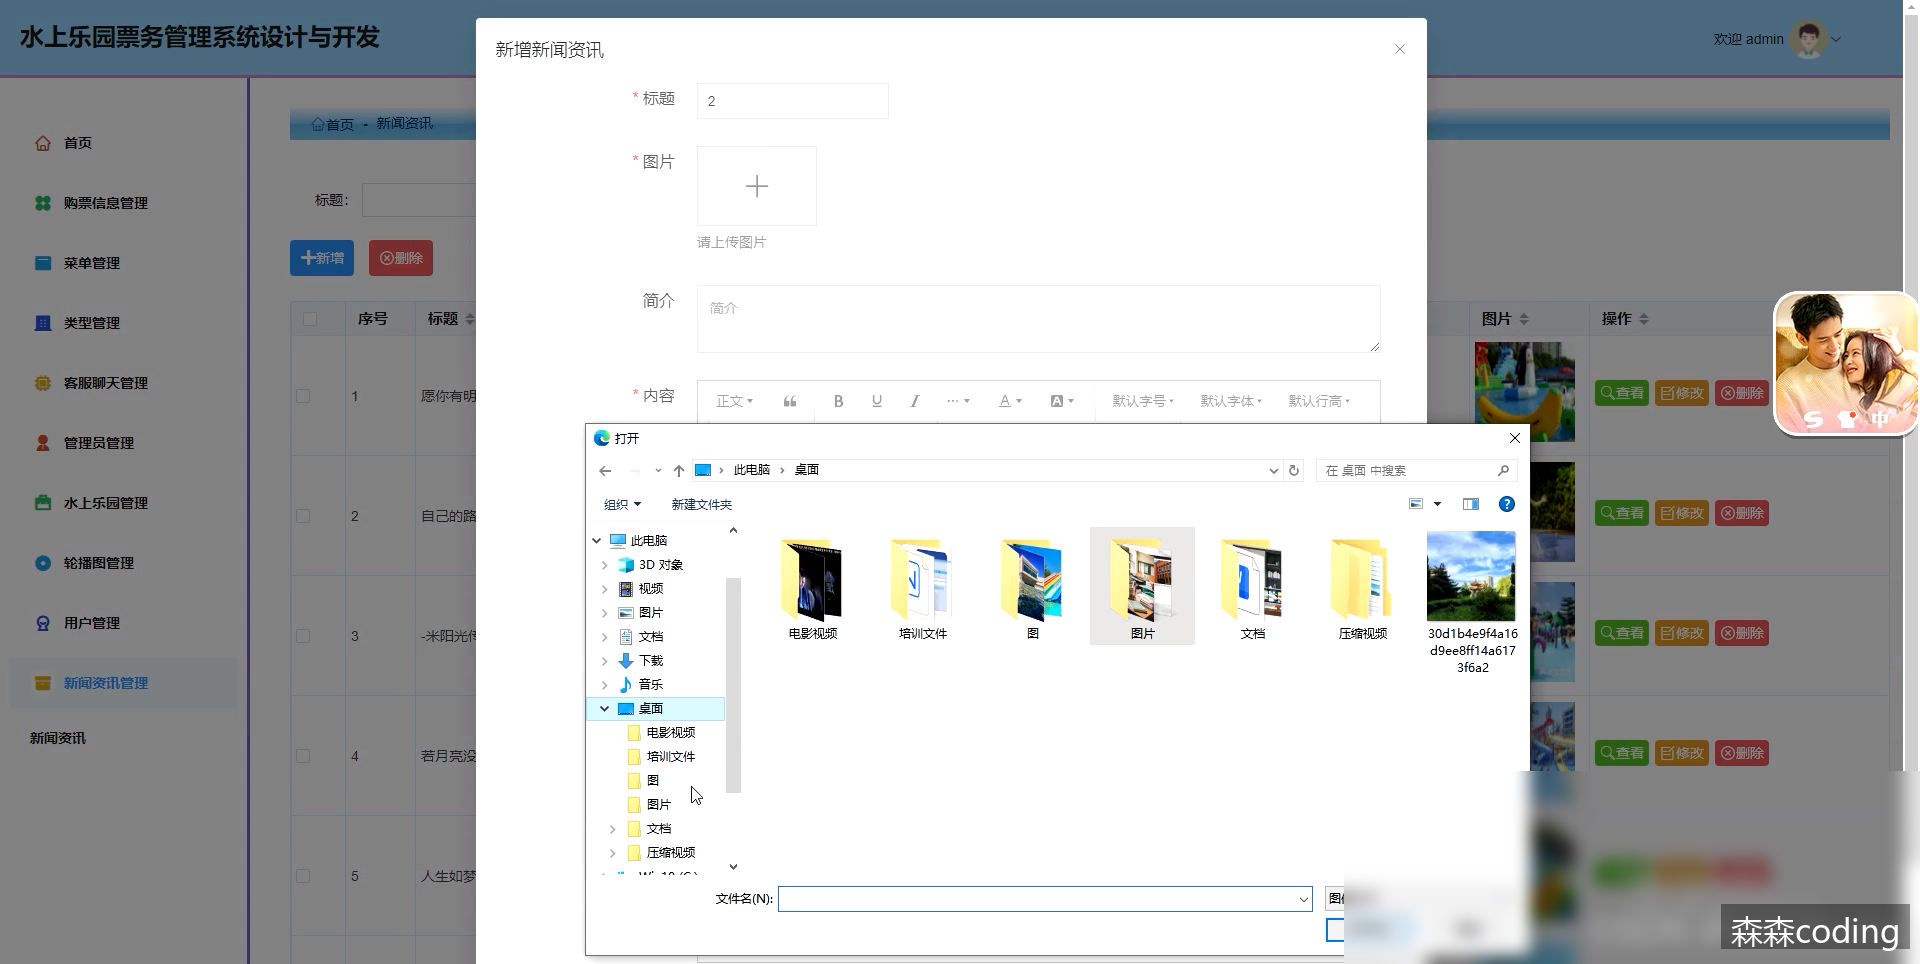 水上乐园票务管理系统设计与开发
欢迎 admin
首页
购票信息管理
菜单管理
类型管理
客服聊天管理
管理员管理
水上乐园管理
轮播图管理
用户管理
新闻资讯管理
新闻资讯
首页 - 新闻资讯
标题：
新增
删除
序号
标题
图片
操作
1
愿你有明
查看
修改
删除
2
自己的路
查看
修改
删除
3
-米阳光传
查看
修改
删除
4
若月亮没
查看
修改
删除
5
人生如梦
新增新闻资讯
* 标题
2
* 图片
请上传图片
简介
简介
* 内容
正文
B
U
I
A
A
默认字号
默认字体
默认行高
打开
此电脑 › 桌面
在 桌面 中搜索
组织
新建文件夹
此电脑
3D 对象
视频
图片
文档
下载
音乐
桌面
电影视频
培训文件
图
图片
文档
压缩视频
电影视频
培训文件
图
图片
文档
压缩视频
30d1b4e9f4a16
d9ee8ff14a617
3f6a2
文件名(N):
中
森森coding